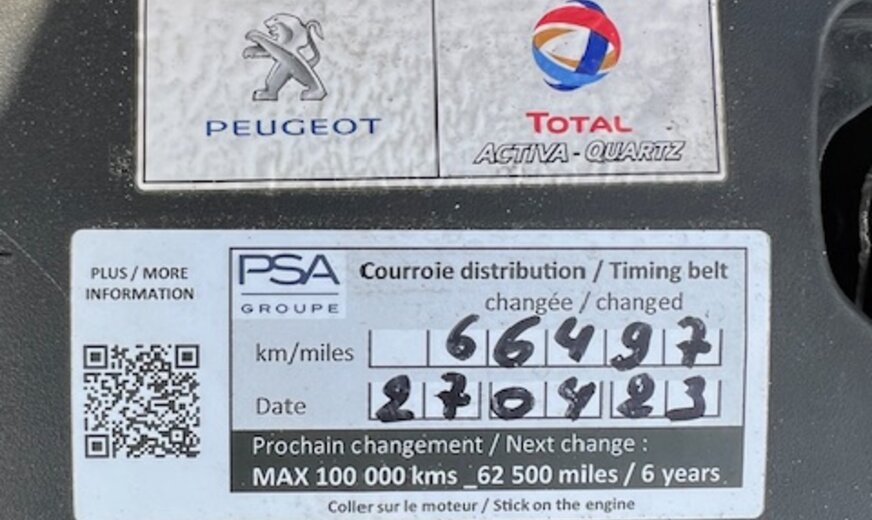 PEUGEOT
TOTAL
ACTIVA - QUARTZ
PLUS / MORE
INFORMATION
PSA
GROUPE
Courroie distribution / Timing belt
changée / changed
km/miles 66497
Date 270423
Prochain changement / Next change :
MAX 100 000 kms _62 500 miles / 6 years
Coller sur le moteur / Stick on the engine